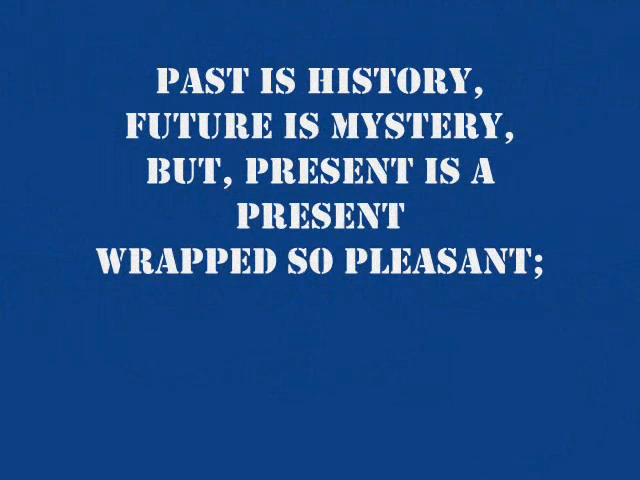 PAST IS HISTORY,
FUTURE IS MYSTERY,
BUT, PRESENT IS A
PRESENT
WRAPPED SO PLEASANT;